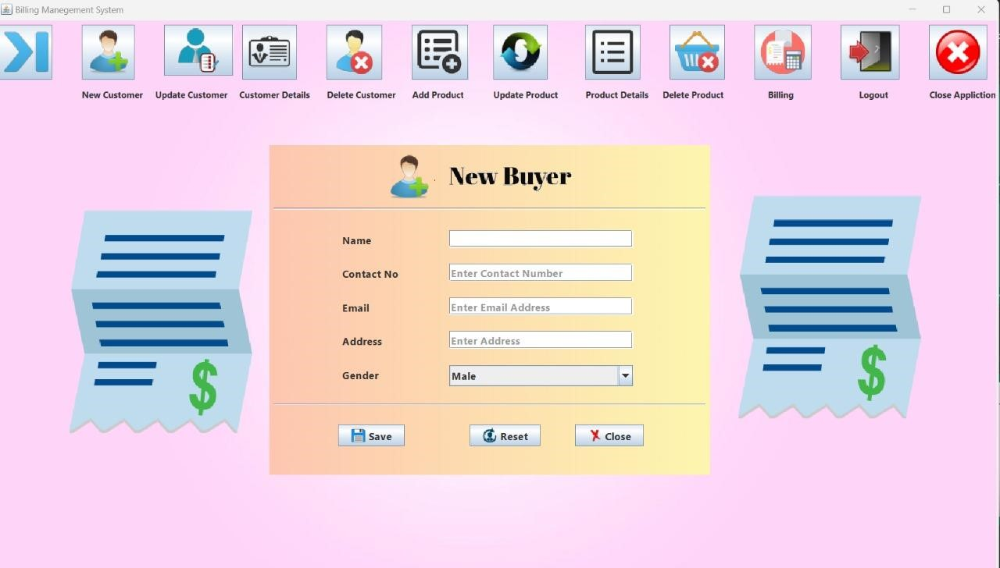 Billing Manegement System
New Customer
Update Customer
Customer Details
Delete Customer
Add Product
Update Product
Product Details
Delete Product
Billing
Logout
Close Appliction
New Buyer
Name
Contact No
Enter Contact Number
Email
Enter Email Address
Address
Enter Address
Gender
Male
Save
Reset
Close